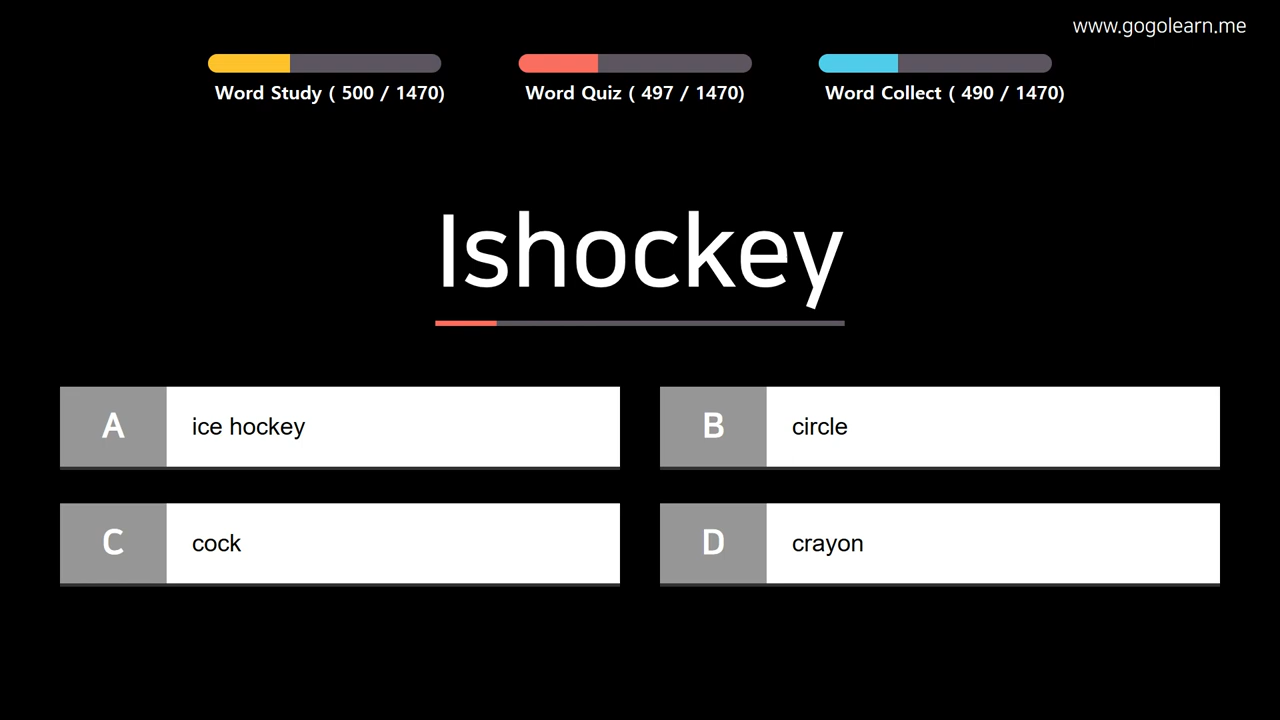 www.gogolearn.me
Word Study ( 500 / 1470)
Word Quiz ( 497 / 1470)
Word Collect ( 490 / 1470)
Ishockey
A ice hockey
B circle
C cock
D crayon